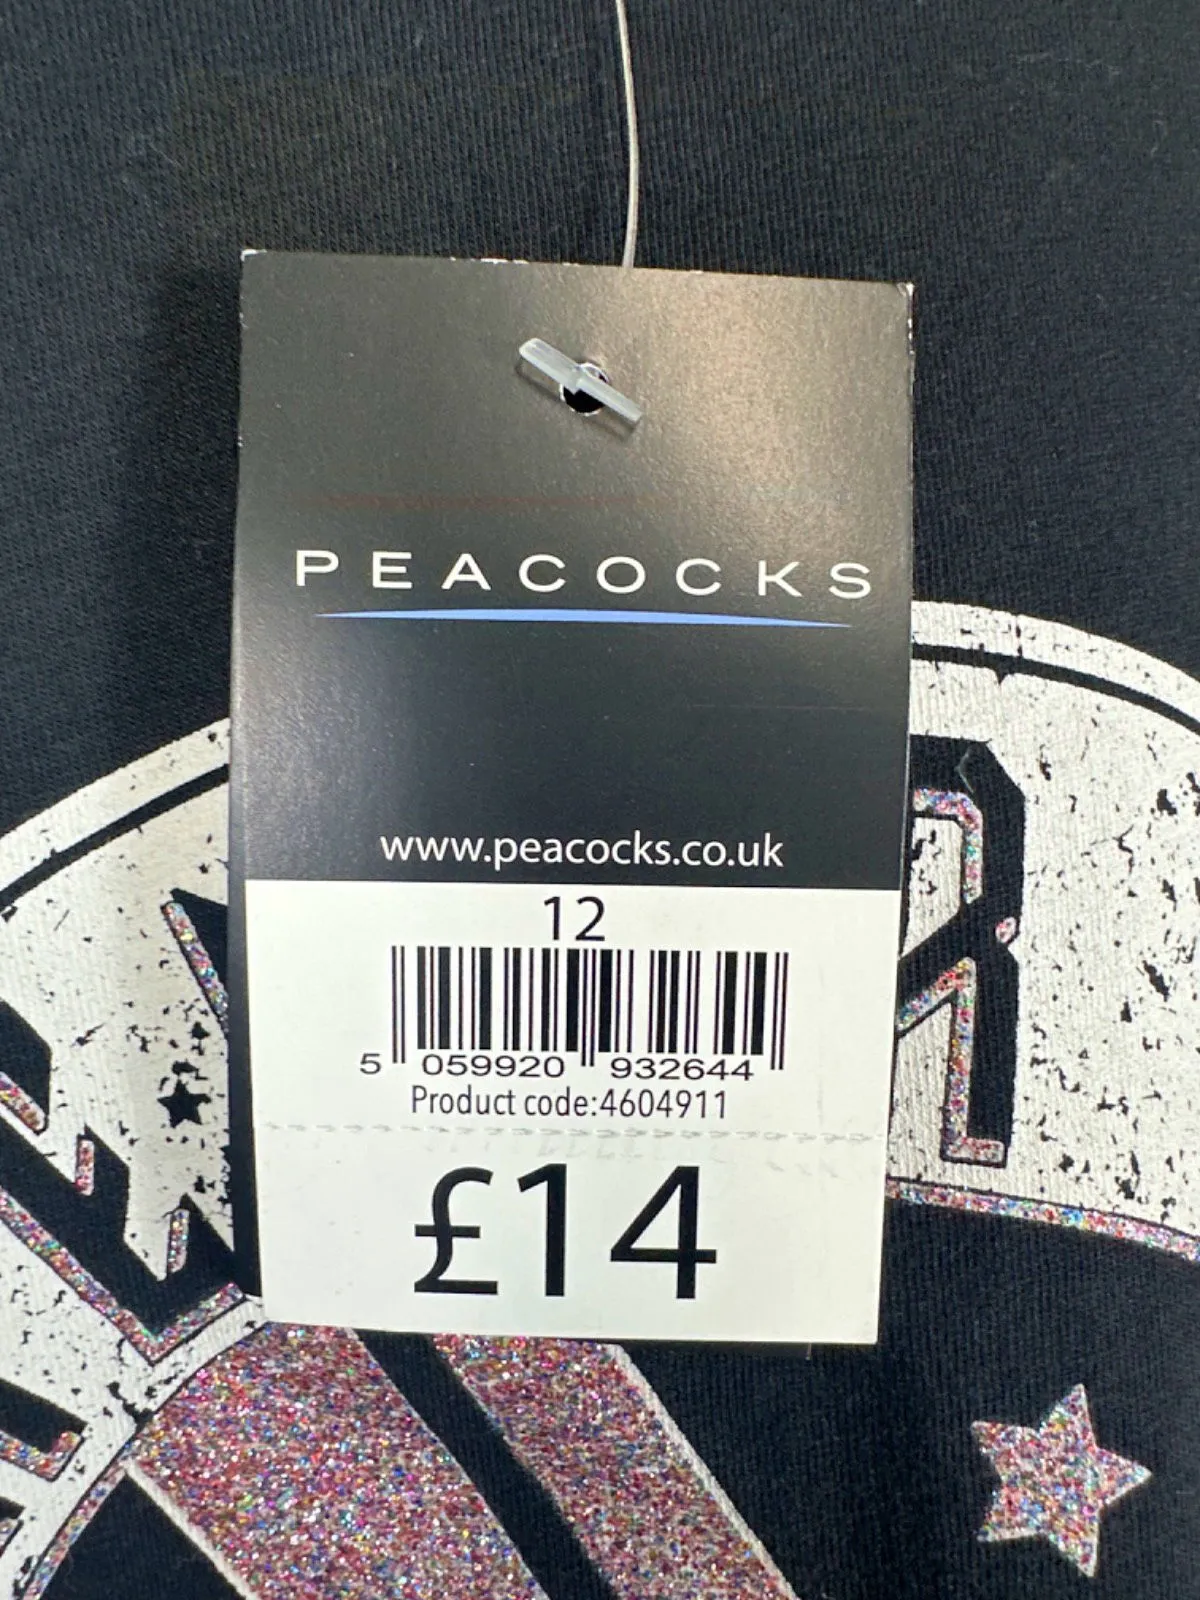 PEACOCKS
www.peacocks.co.uk
12
5 059920 932644
Product code:4604911
£14